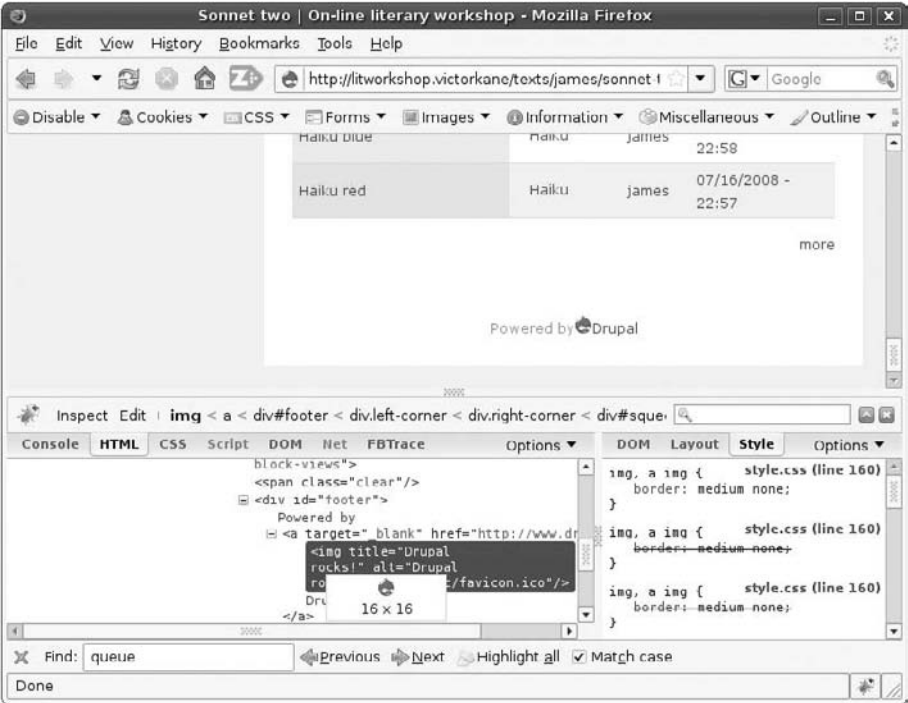 Sonnet two | On-line literary workshop - Mozilla Firefox
File Edit View History Bookmarks Tools Help
http://litworkshop.victorkane/texts/james/sonnet-t G Google
Disable Cookies CSS Forms Images Information Miscellaneous Outline
Haiku blue Haiku james 22:58
Haiku red Haiku james 07/16/2008 -
22:57
more
Powered by Drupal
Inspect Edit img < a < div#footer < div.left-corner < div.right-corner < div#sque
Console HTML CSS Script DOM Net FBTrace Options
block-views">
<span class="clear"/>
<div id="footer">
Powered by
<a target="_blank" href="http://www.dr
<img title="Drupal
rocks!" alt="Drupal
ro t/favicon.ico"/>
Dru
16 × 16
</a>
DOM Layout Style Options
img, a img { style.css (line 160)
border: medium none;
}
img, a img { style.css (line 160)
border: medium none;
}
img, a img { style.css (line 160)
border: medium none;
}
Find: queue Previous Next Highlight all Match case
Done